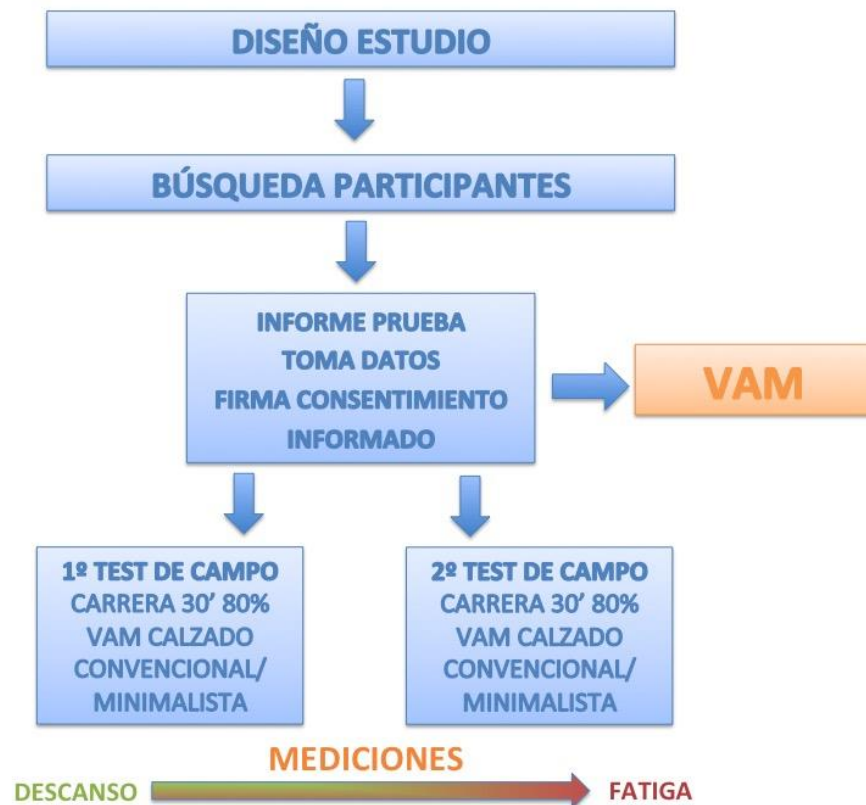 DISEÑO ESTUDIO
BÚSQUEDA PARTICIPANTES
INFORME PRUEBA
TOMA DATOS
FIRMA CONSENTIMIENTO
INFORMADO
VAM
1º TEST DE CAMPO
CARRERA 30’ 80%
VAM CALZADO
CONVENCIONAL/
MINIMALISTA
2º TEST DE CAMPO
CARRERA 30’ 80%
VAM CALZADO
CONVENCIONAL/
MINIMALISTA
MEDICIONES
DESCANSO
FATIGA